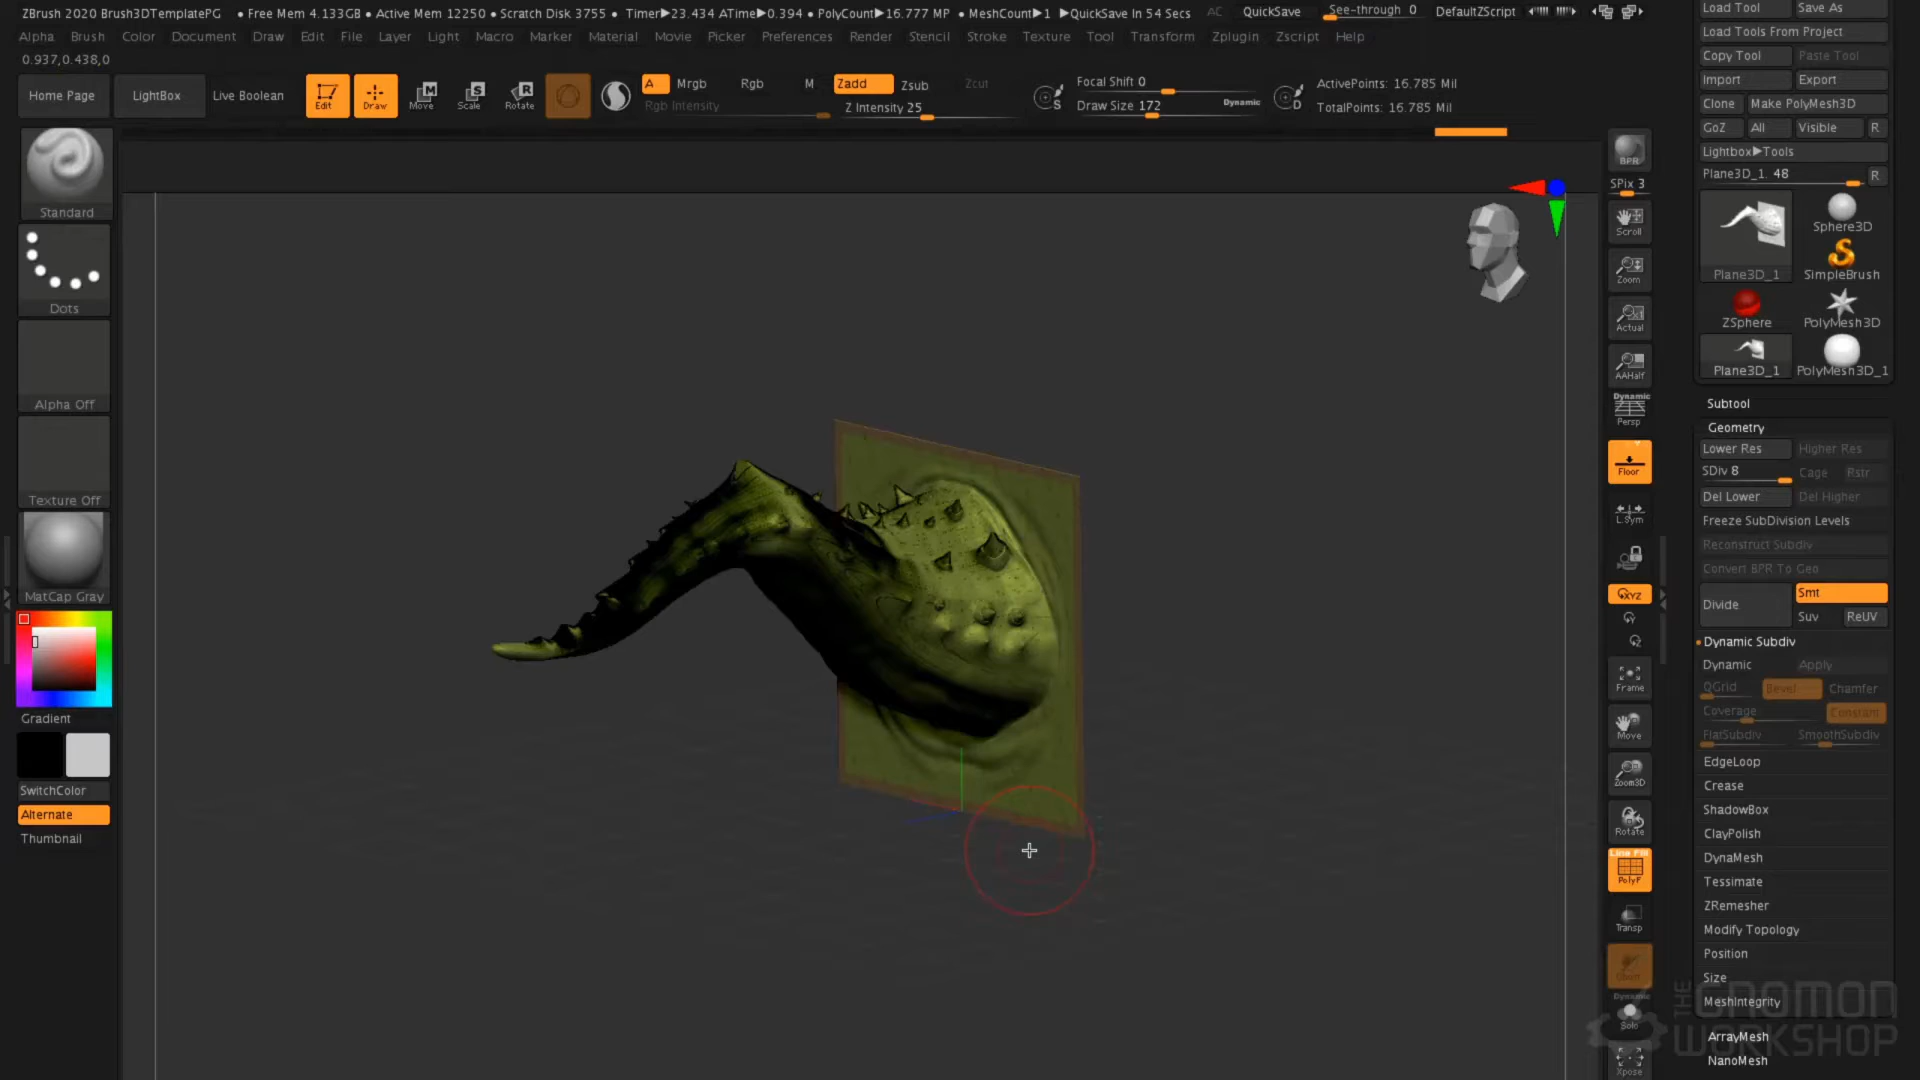 ZBrush 2020 Brush3DTemplatePG • Free Mem 4.133GB • Active Mem 12250 • Scratch Disk 3755 • Timer▶23.434 ATime▶0.394 • PolyCount▶16.777 MP • MeshCount▶1 ▶QuickSave In 54 Secs AC QuickSave See-through 0 DefaultZScript
Alpha Brush Color Document Draw Edit File Layer Light Macro Marker Material Movie Picker Preferences Render Stencil Stroke Texture Tool Transform Zplugin Zscript Help
0.937,0.438,0
Home Page LightBox Live Boolean Edit Draw Move Scale Rotate
A Mrgb Rgb M Zadd Zsub Zcut
Rgb Intensity Z Intensity 25
Focal Shift 0
Draw Size 172 Dynamic
S D
ActivePoints: 16.785 Mil
TotalPoints: 16.785 Mil
Standard
Dots
Alpha Off
Texture Off
MatCap Gray
Gradient
SwitchColor
Alternate
Thumbnail
BPR
SPix 3
Scroll
Zoom
Actual
AAHalf
Dynamic
Persp
Floor
L.Sym
XYZ
Frame
Move
Zoom3D
Rotate
Line Fill
PolyF
Transp
Dynamic
Solo
Xpose
Load Tool Save As
Load Tools From Project
Copy Tool Paste Tool
Import Export
Clone Make PolyMesh3D
GoZ All Visible R
Lightbox▶Tools
Plane3D_1. 48 R
Plane3D_1 Sphere3D
SimpleBrush
ZSphere PolyMesh3D
Plane3D_1 PolyMesh3D_1
Subtool
Geometry
Lower Res Higher Res
SDiv 8 Cage Rstr
Del Lower Del Higher
Freeze SubDivision Levels
Reconstruct Subdiv
Convert BPR To Geo
Divide Smt
Suv ReUV
Dynamic Subdiv
Dynamic Apply
QGrid Bevel Chamfer
Coverage Constant
FlatSubdiv SmoothSubdiv
EdgeLoop
Crease
ShadowBox
ClayPolish
DynaMesh
Tessimate
ZRemesher
Modify Topology
Position
Size
MeshIntegrity
ArrayMesh
NanoMesh
THE GNOMON WORKSHOP